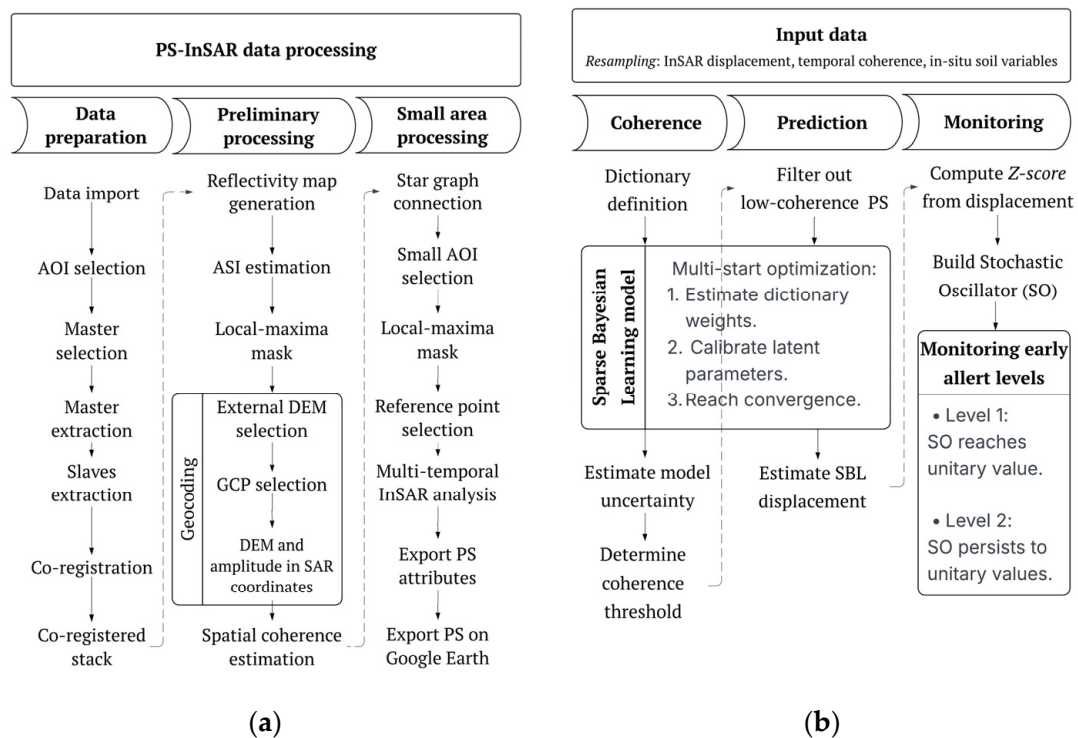 PS-InSAR data processing
Data
preparation
Preliminary
processing
Small area
processing
Data import
AOI selection
Master
selection
Master
extraction
Slaves
extraction
Co-registration
Co-registered
stack
Reflectivity map
generation
ASI estimation
Local-maxima
mask
Geocoding
External DEM
selection
GCP selection
DEM and
amplitude in SAR
coordinates
Spatial coherence
estimation
Star graph
connection
Small AOI
selection
Local-maxima
mask
Reference point
selection
Multi-temporal
InSAR analysis
Export PS
attributes
Export PS on
Google Earth
(a)
Input data
Resampling: InSAR displacement, temporal coherence, in-situ soil variables
Coherence
Prediction
Monitoring
Dictionary
definition
Filter out
low-coherence PS
Sparse Bayesian
Learning model
Multi-start optimization:
1. Estimate dictionary
weights.
2. Calibrate latent
parameters.
3. Reach convergence.
Estimate model
uncertainty
Determine
coherence
threshold
Estimate SBL
displacement
Compute Z-score
from displacement
Build Stochastic
Oscillator (SO)
Monitoring early
allert levels
• Level 1:
SO reaches
unitary value.
• Level 2:
SO persists to
unitary values.
(b)